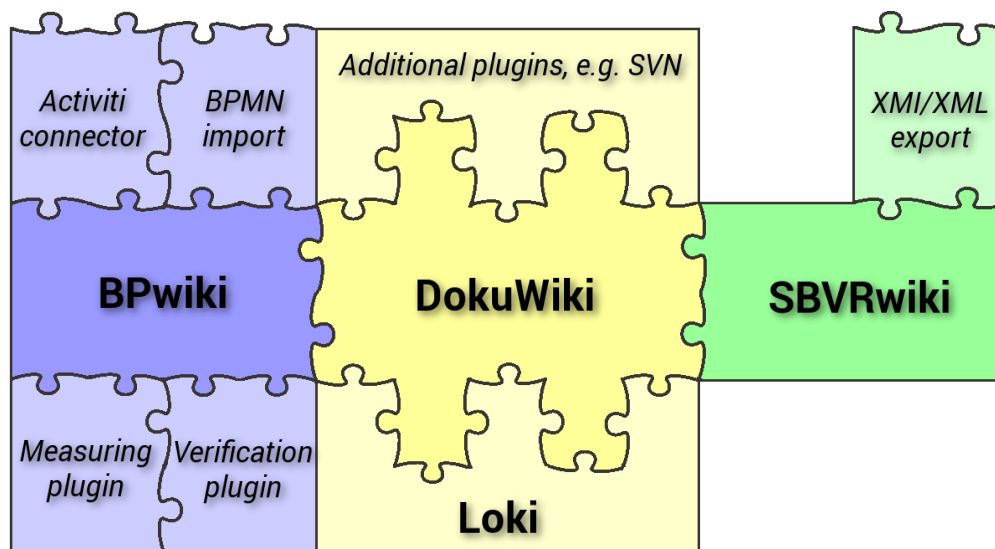 Additional plugins, e.g. SVN
Activiti
connector
BPMN
import
XMI/XML
export
BPwiki
DokuWiki
SBVRwiki
Measuring
plugin
Verification
plugin
Loki